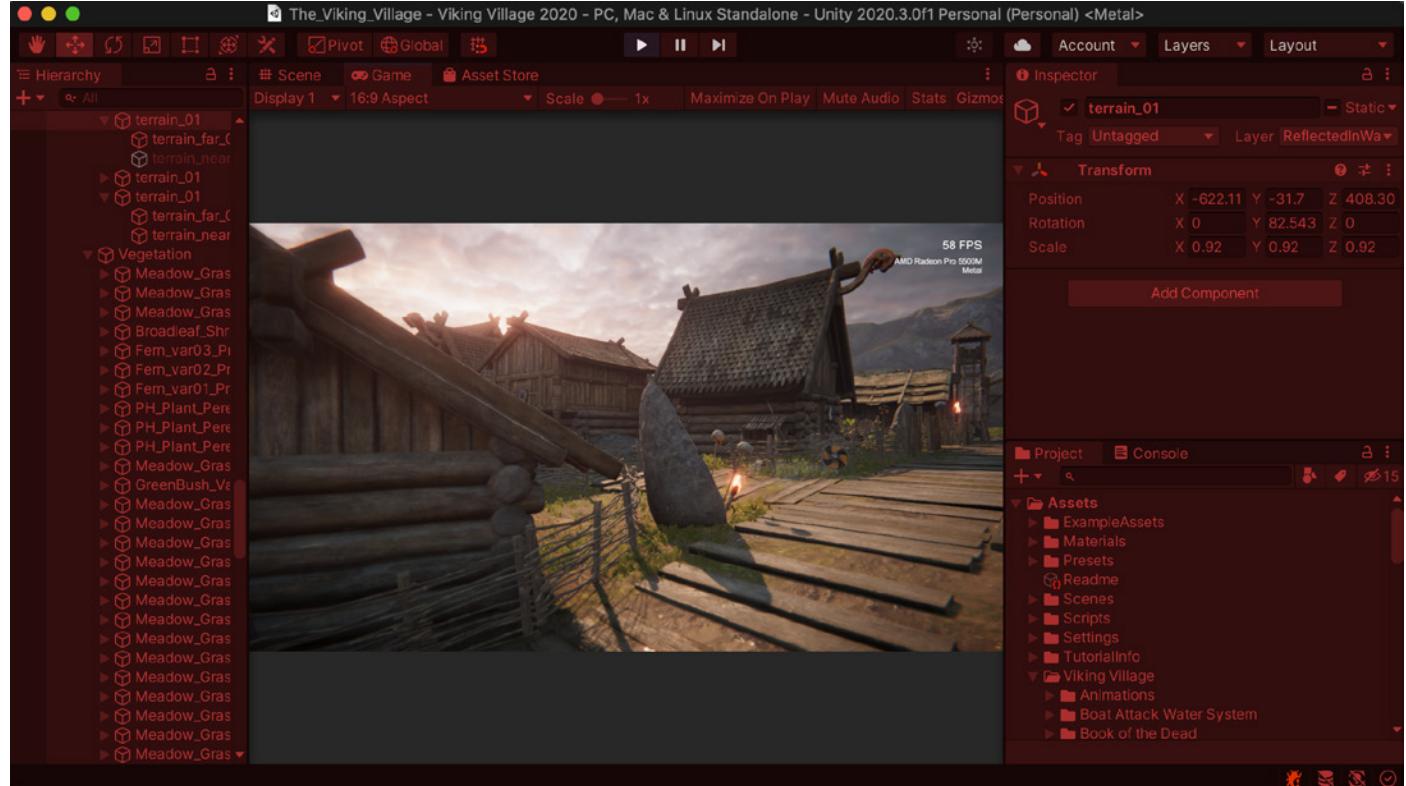 The_Viking_Village - Viking Village 2020 - PC, Mac & Linux Standalone - Unity 2020.3.0f1 Personal (Personal) <Metal>
Pivot Global Account Layers Layout
Hierarchy
All
terrain_01
terrain_far_0
terrain_near
terrain_01
terrain_01
terrain_far_0
terrain_near
Vegetation
Meadow_Gras
Meadow_Gras
Meadow_Gras
Broadleaf_Shr
Fern_var03_Pr
Fern_var02_Pr
Fern_var01_Pr
PH_Plant_Pere
PH_Plant_Pere
PH_Plant_Pere
Meadow_Gras
GreenBush_Va
Meadow_Gras
Meadow_Gras
Meadow_Gras
Meadow_Gras
Meadow_Gras
Meadow_Gras
Meadow_Gras
Meadow_Gras
Meadow_Gras
Meadow_Gras
Meadow_Gras
Meadow_Gras
Meadow_Gras
Meadow_Gras
Scene Game Asset Store
Display 1 16:9 Aspect Scale 1x Maximize On Play Mute Audio Stats Gizmos
58 FPS
AMD Radeon Pro 5500M
Metal
Inspector
terrain_01 Static
Tag Untagged Layer ReflectedInWa
Transform
Position X -622.11 Y -31.7 Z 408.30
Rotation X 0 Y 82.543 Z 0
Scale X 0.92 Y 0.92 Z 0.92
Add Component
Project Console
15
Assets
ExampleAssets
Materials
Presets
Readme
Scenes
Scripts
Settings
TutorialInfo
Viking Village
Animations
Boat Attack Water System
Book of the Dead